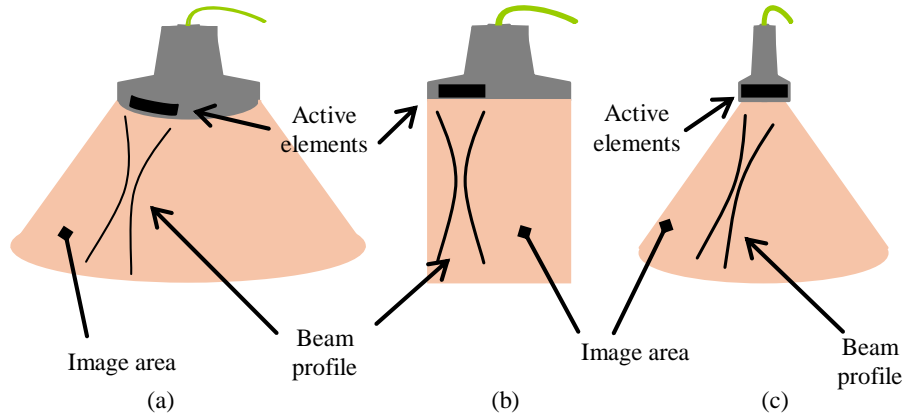 Active
elements
Active
elements
Image area
Beam
profile
Image area
Beam
profile
(a)
(b)
(c)